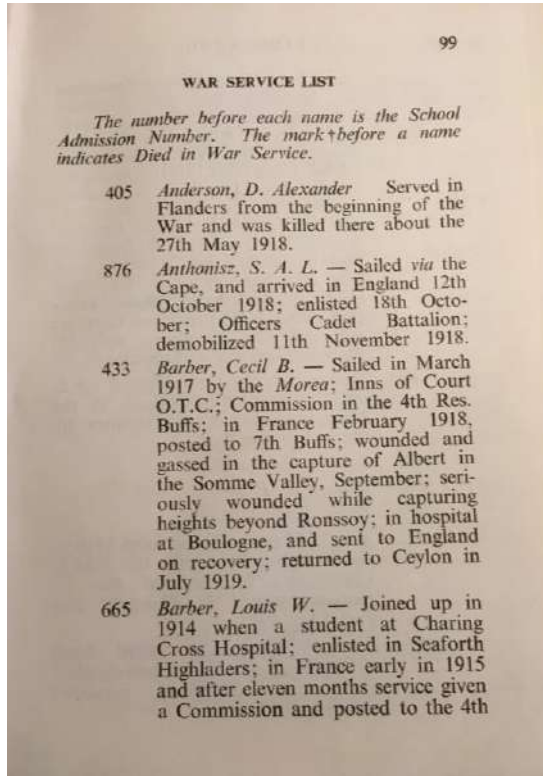 99
WAR SERVICE LIST
The number before each name is the School
Admission Number. The mark†before a name
indicates Died in War Service.
405 Anderson, D. Alexander Served in
Flanders from the beginning of the
War and was killed there about the
27th May 1918.
876 Anthonisz, S. A. L. — Sailed via the
Cape, and arrived in England 12th
October 1918; enlisted 18th Octo-
ber; Officers Cadet Battalion;
demobilized 11th November 1918.
433 Barber, Cecil B. — Sailed in March
1917 by the Morea; Inns of Court
O.T.C.; Commission in the 4th Res.
Buffs; in France February 1918,
posted to 7th Buffs; wounded and
gassed in the capture of Albert in
the Somme Valley, September; seri-
ously wounded while capturing
heights beyond Ronssoy; in hospital
at Boulogne, and sent to England
on recovery; returned to Ceylon in
July 1919.
665 Barber, Louis W. — Joined up in
1914 when a student at Charing
Cross Hospital; enlisted in Seaforth
Highladers; in France early in 1915
and after eleven months service given
a Commission and posted to the 4th